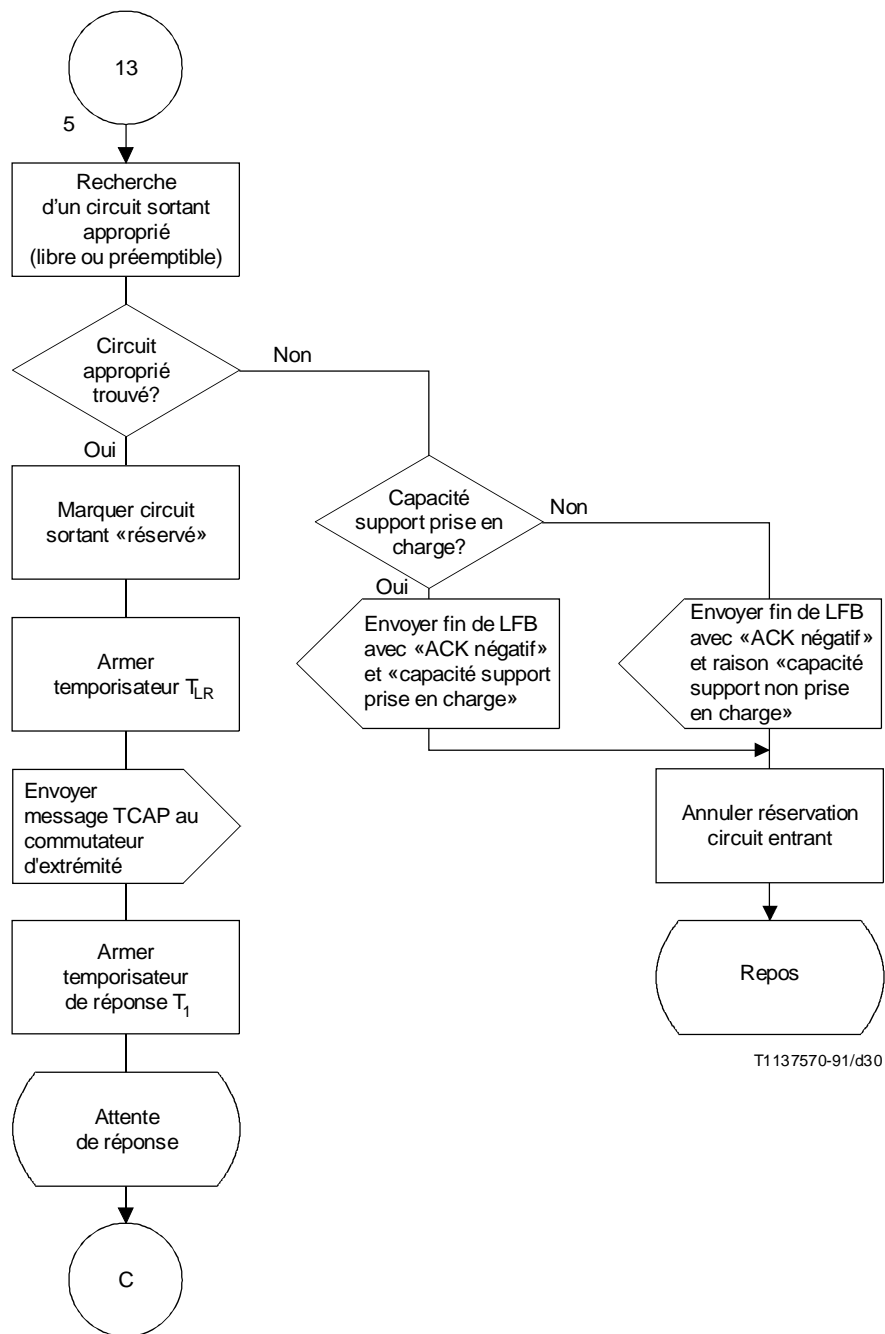 13
5
Recherche
d'un circuit sortant
approprié
(libre ou préemptible)
Circuit
approprié
trouvé?
Non
Oui
Marquer circuit
sortant «réservé»
Capacité
support prise en
charge?
Non
Oui
Envoyer fin de LFB
avec «ACK négatif»
et «capacité support
prise en charge»
Envoyer fin de LFB
avec «ACK négatif»
et raison «capacité
support non prise
en charge»
Armer
temporisateur TLR
Envoyer
message TCAP au
commutateur
d'extrémité
Annuler réservation
circuit entrant
Armer
temporisateur
de réponse T1
Repos
T1137570-91/d30
Attente
de réponse
C